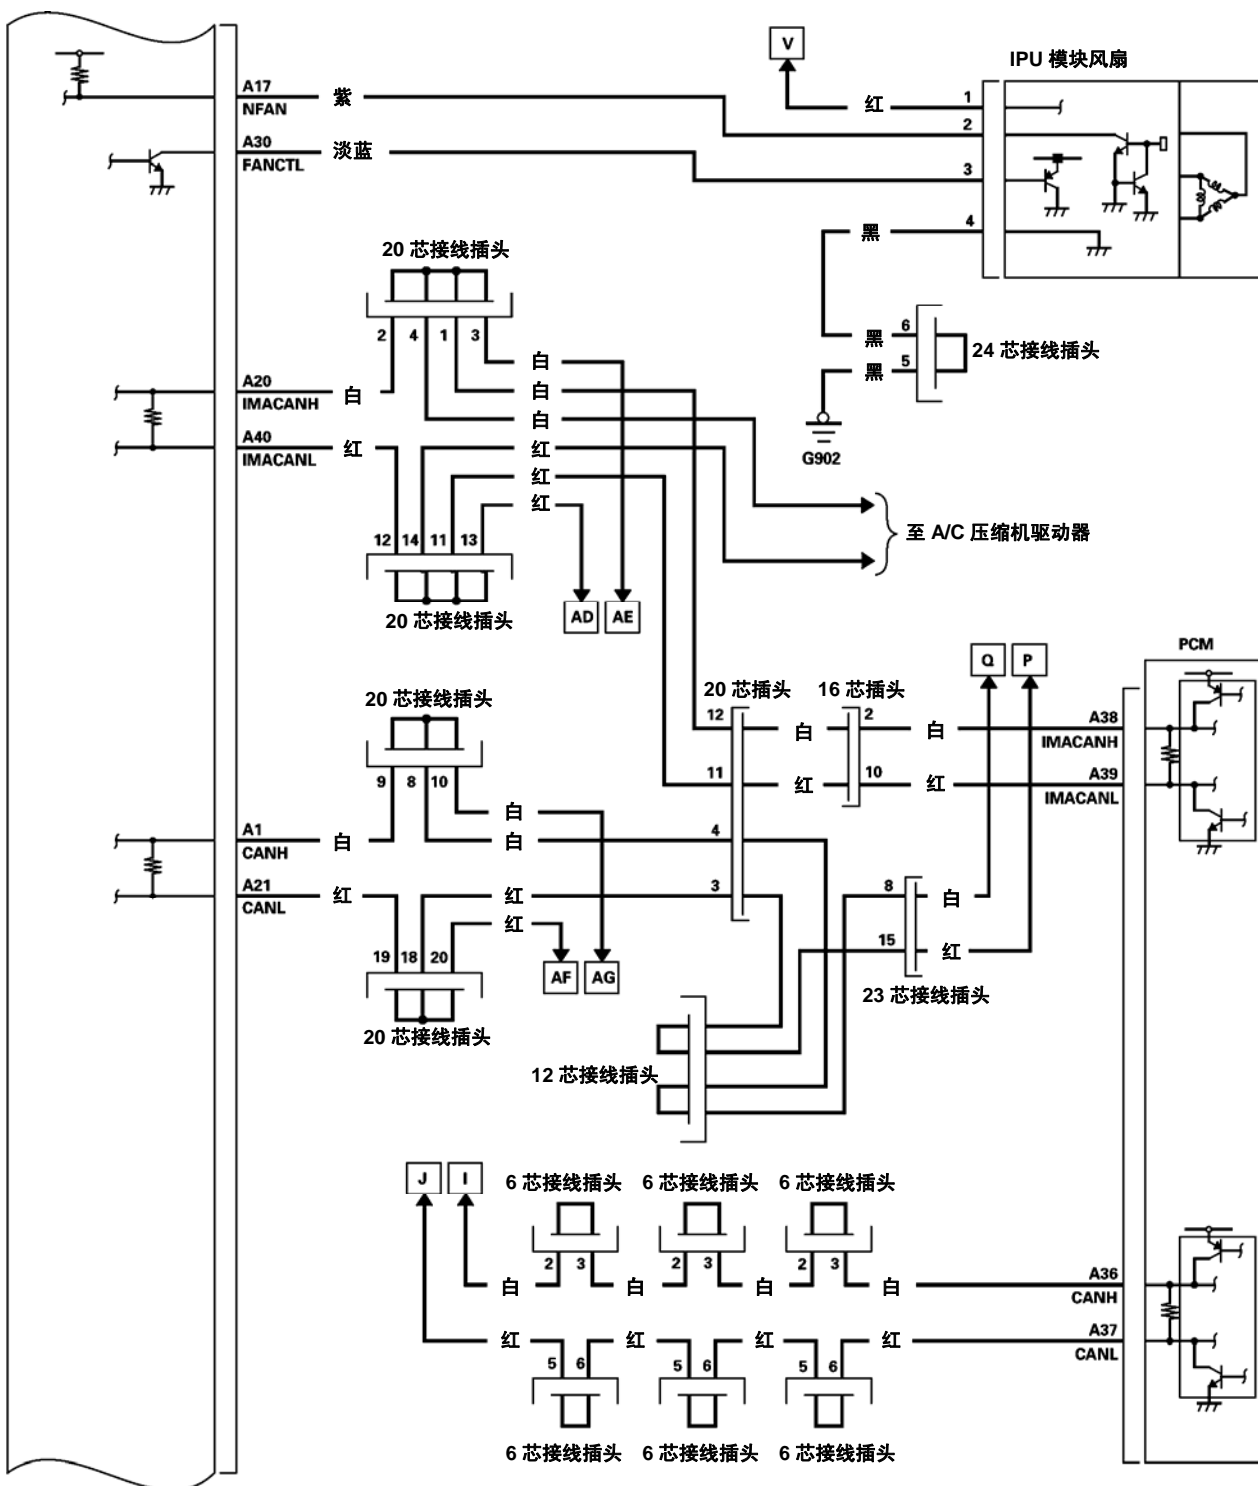 V
IPU 模块风扇
A17
NFAN
紫
红
1
2
A30
FANCTL
淡蓝
3
黑
4
20 芯接线插头
2 4 1 3
黑 6
黑 5
24 芯接线插头
G902
A20
IMACANH
白
白
白
白
A40
IMACANL
红
红
红
红
至 A/C 压缩机驱动器
12 14 11 13
20 芯接线插头
AD AE
Q P
PCM
20 芯接线插头
20 芯插头
16 芯插头
12
白
2
白
A38
IMACANH
11
红
10
红
A39
IMACANL
9 8 10
白
白
4
A1
CANH
白
A21
CANL
红
红
红
3
8
白
15
红
23 芯接线插头
19 18 20
AF AG
20 芯接线插头
12 芯接线插头
J I
6 芯接线插头 6 芯接线插头 6 芯接线插头
2 3 2 3 2 3
白 白 白 白
A36
CANH
红 红 红 红
A37
CANL
5 6 5 6 5 6
6 芯接线插头 6 芯接线插头 6 芯接线插头